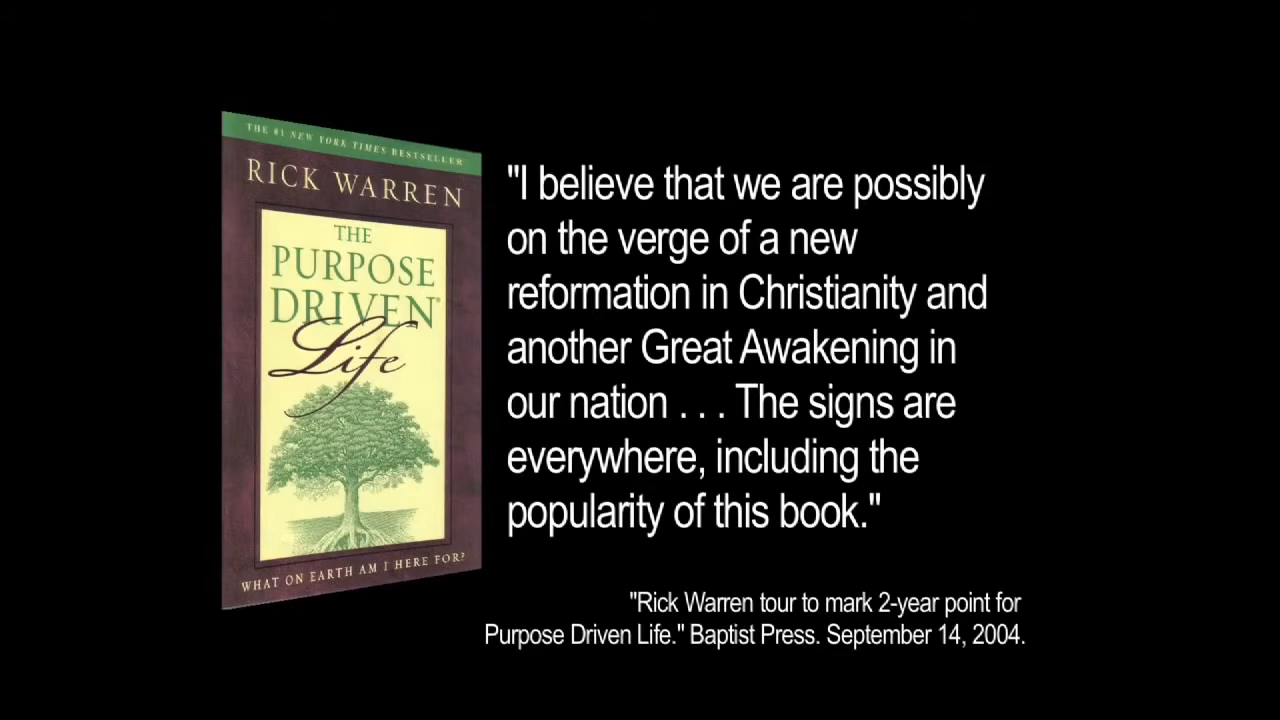 THE #1 NEW YORK TIMES BESTSELLER
RICK WARREN
THE
PURPOSE
DRIVEN®
Life
WHAT ON EARTH AM I HERE FOR?
"I believe that we are possibly
on the verge of a new
reformation in Christianity and
another Great Awakening in
our nation . . . The signs are
everywhere, including the
popularity of this book."
"Rick Warren tour to mark 2-year point for
Purpose Driven Life." Baptist Press. September 14, 2004.